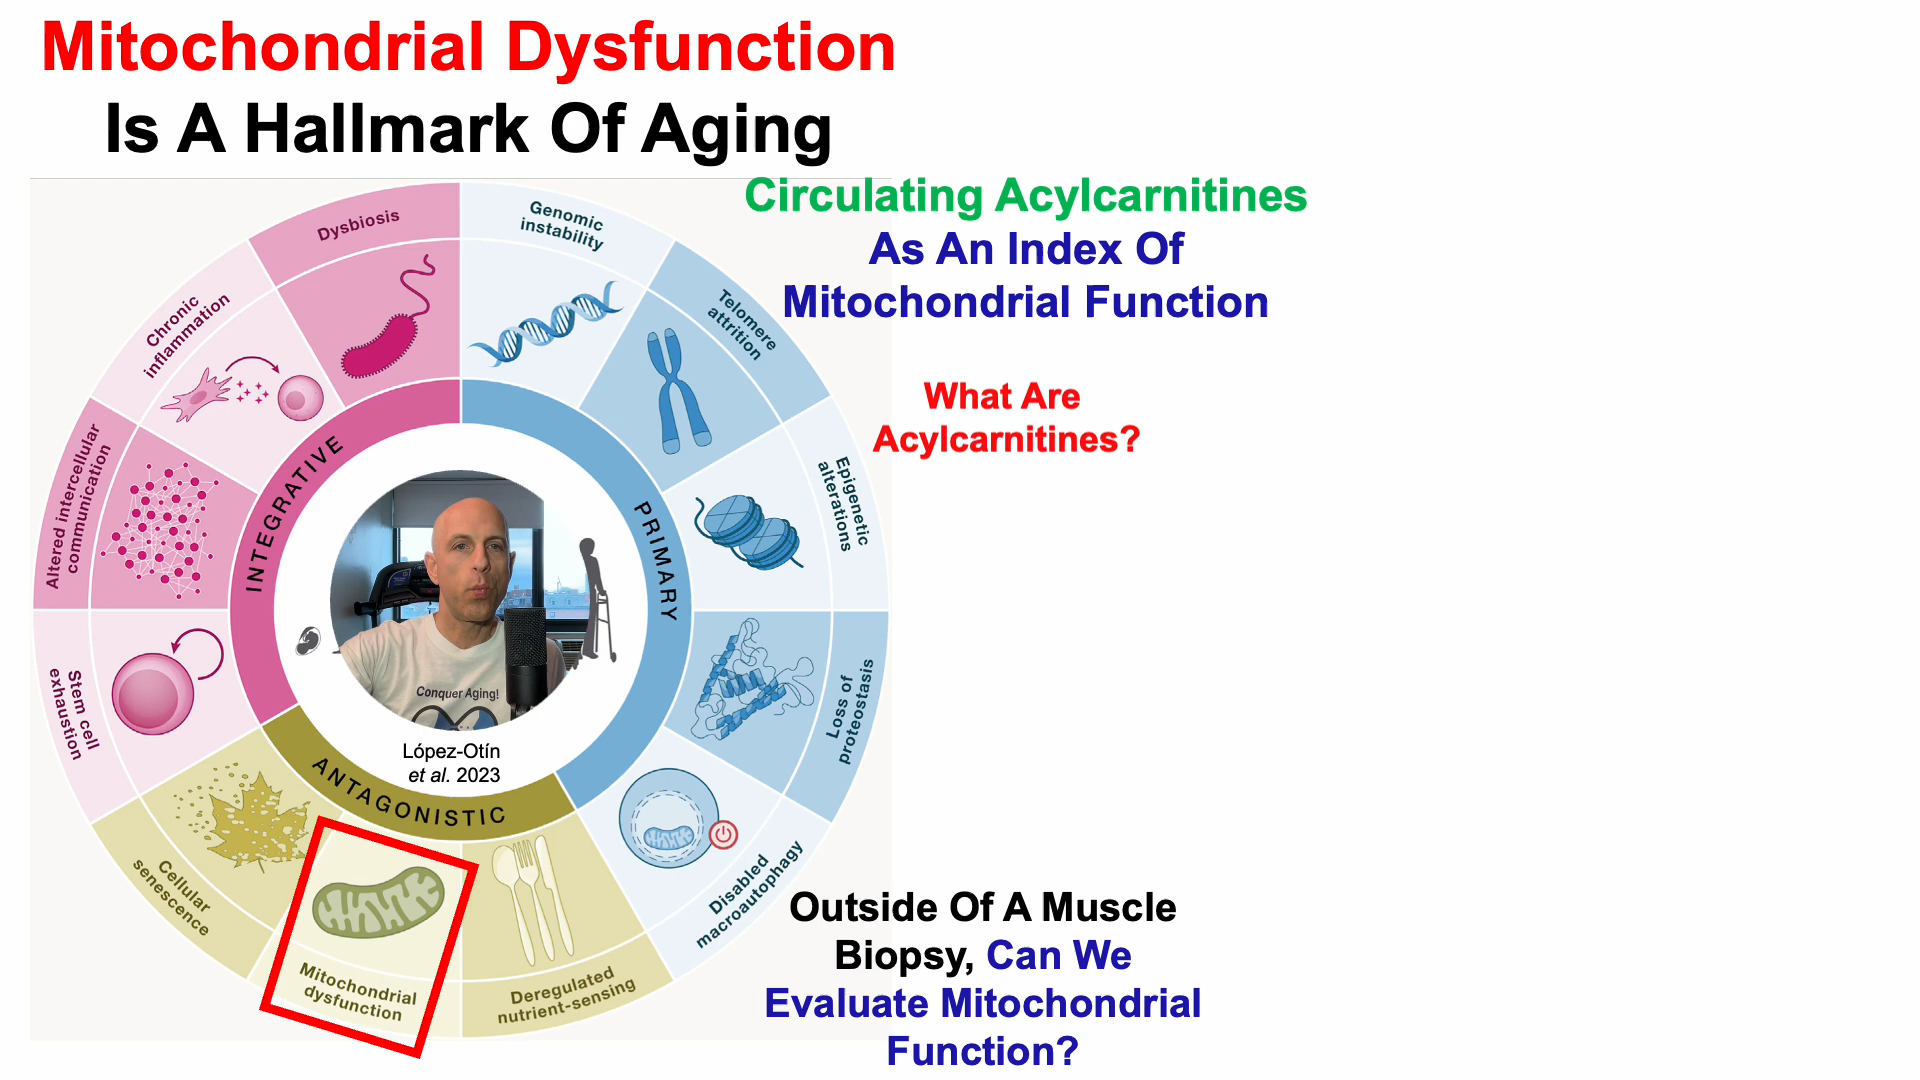 Mitochondrial Dysfunction
Is A Hallmark Of Aging
Circulating Acylcarnitines
As An Index Of
Mitochondrial Function
What Are
Acylcarnitines?
Dysbiosis
Genomic
instability
Telomere
attrition
Epigenetic
alterations
Loss of
proteostasis
Disabled
macroautophagy
Deregulated
nutrient-sensing
Mitochondrial
dysfunction
Cellular
senescence
Stem cell
exhaustion
Altered intercellular
communication
Chronic
inflammation
INTEGRATIVE
PRIMARY
ANTAGONISTIC
Conquer Aging!
López-Otín
et al. 2023
Outside Of A Muscle
Biopsy, Can We
Evaluate Mitochondrial
Function?